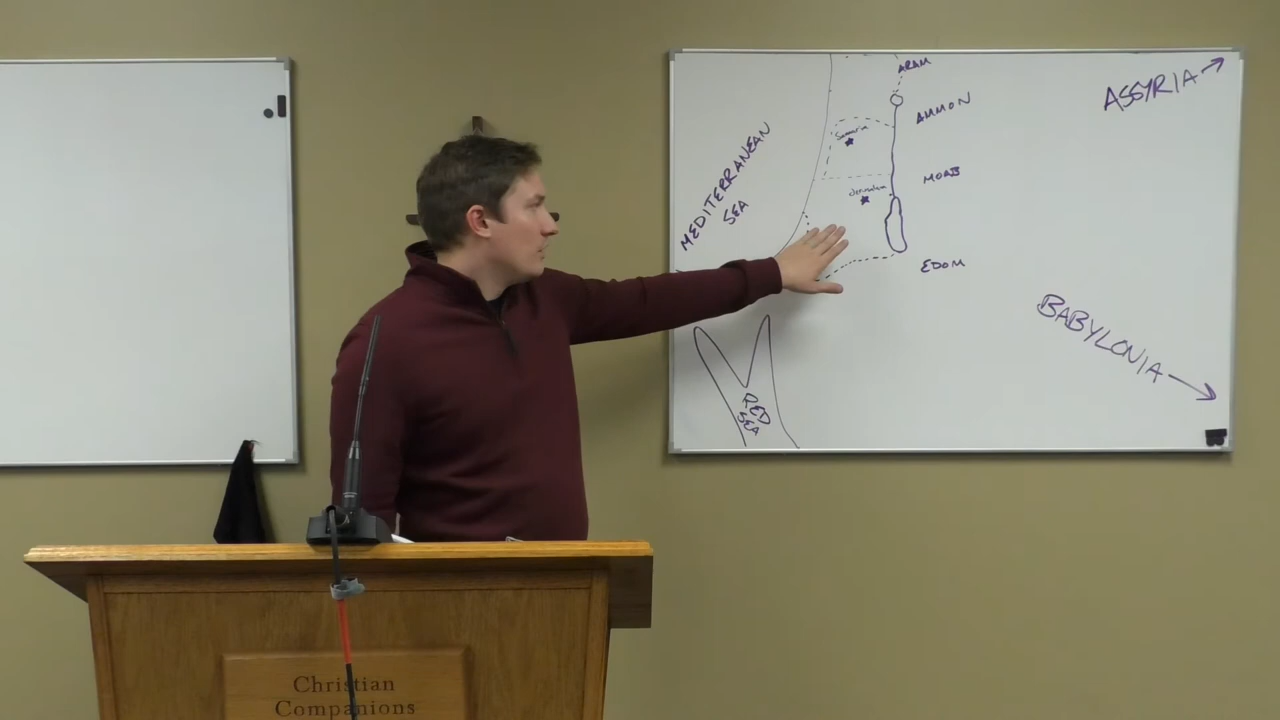 ARAM
ASSYRIA
AMMON
Samaria
MEDITERRANEAN
SEA
MOAB
Jerusalem
EDOM
BABYLONIA
RED
SEA
Christian
Companions